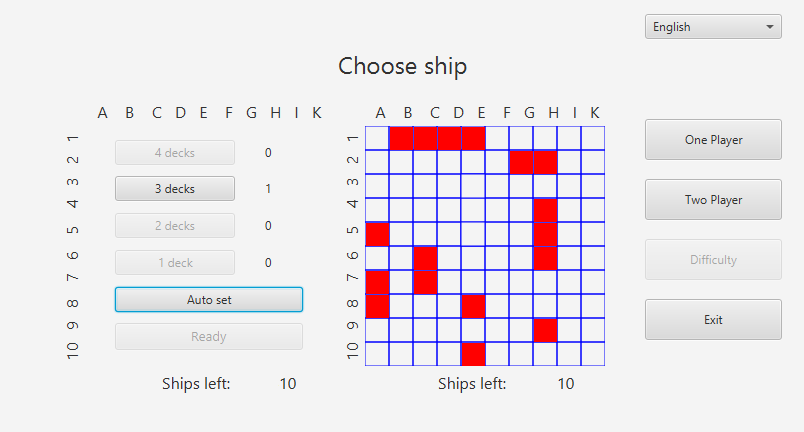 English
Choose ship
A B C D E F G H I K
A B C D E F G H I K
1
2
3
4
5
6
7
8
9
10
4 decks 0
3 decks 1
2 decks 0
1 deck 0
Auto set
Ready
Ships left: 10
1
2
3
4
5
6
7
8
9
10
Ships left: 10
One Player
Two Player
Difficulty
Exit